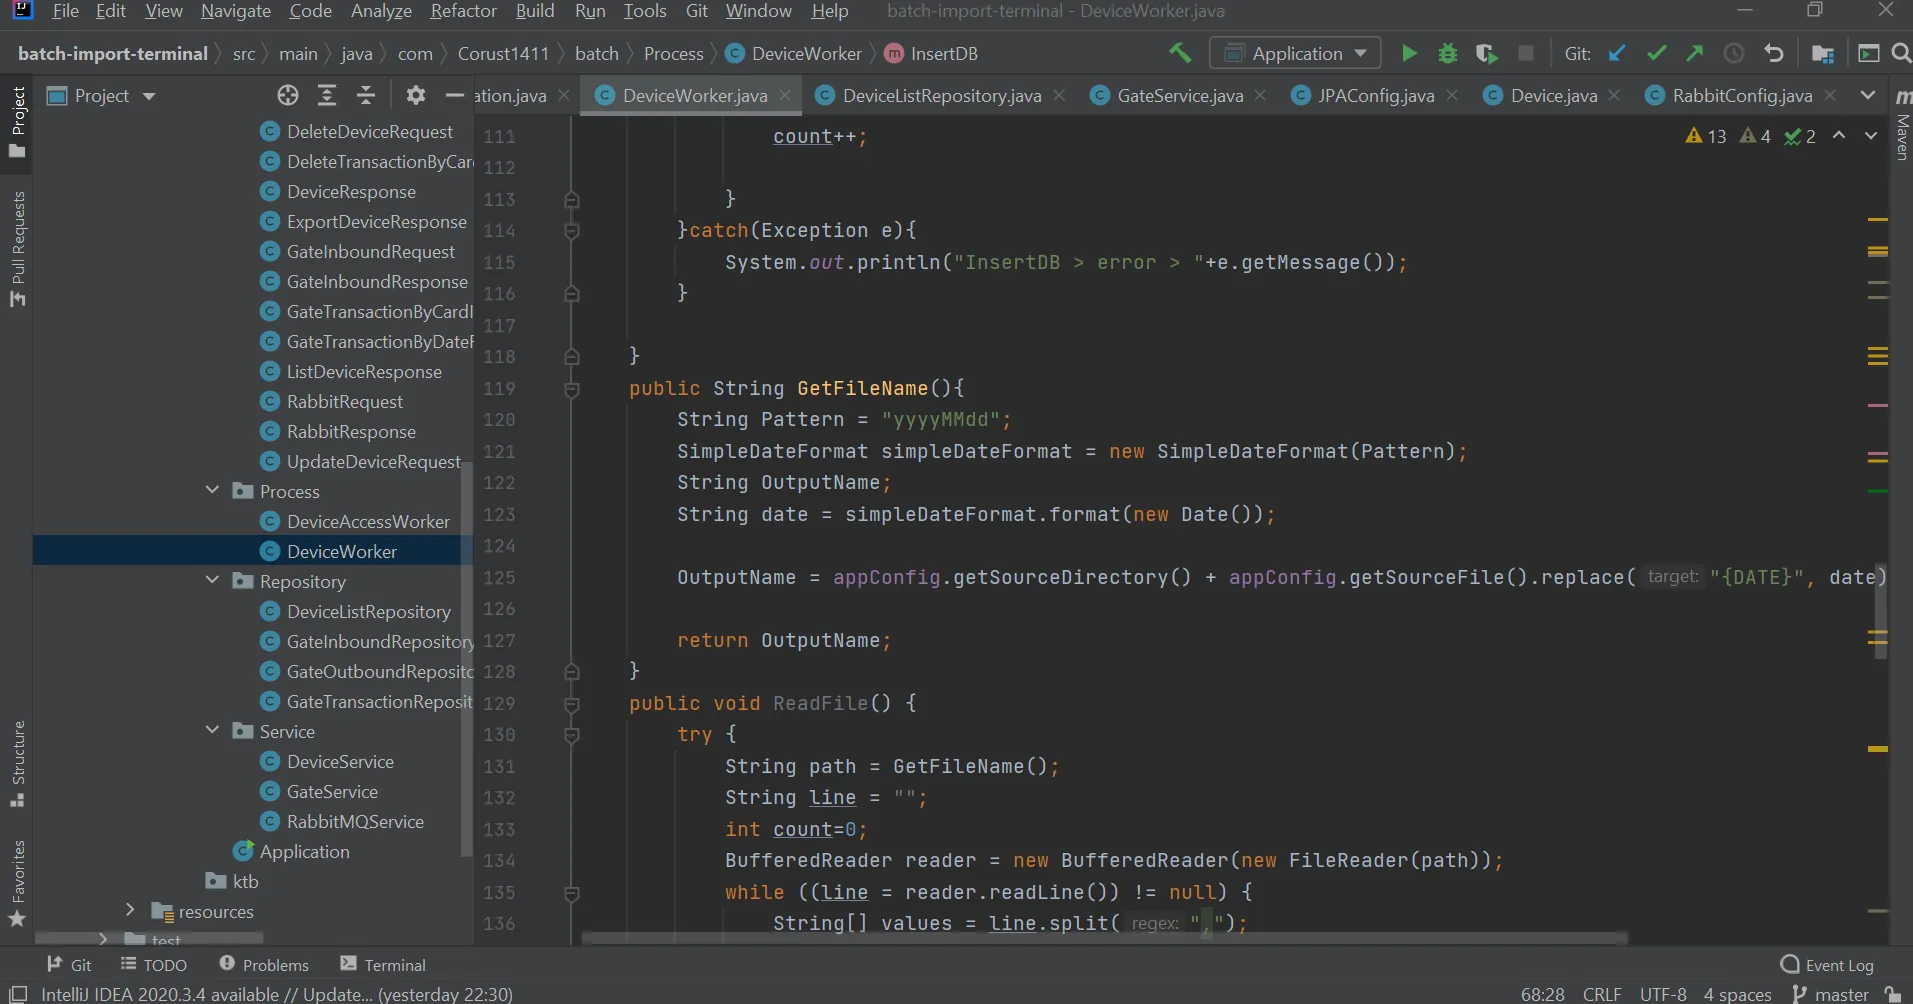 File Edit View Navigate Code Analyze Refactor Build Run Tools Git Window Help batch-import-terminal - DeviceWorker.java
batch-import-terminal src main java com Corust1411 batch Process DeviceWorker InsertDB Application Git:
Project
ation.java DeviceWorker.java DeviceListRepository.java GateService.java JPAConfig.java Device.java RabbitConfig.java
Project
Pull Requests
Structure
Favorites
Maven
DeleteDeviceRequest
DeleteTransactionByCar
DeviceResponse
ExportDeviceResponse
GateInboundRequest
GateInboundResponse
GateTransactionByCardI
GateTransactionByDateF
ListDeviceResponse
RabbitRequest
RabbitResponse
UpdateDeviceRequest
Process
DeviceAccessWorker
DeviceWorker
Repository
DeviceListRepository
GateInboundRepository
GateOutboundReposito
GateTransactionReposit
Service
DeviceService
GateService
RabbitMQService
Application
ktb
resources
test
13 4 2
111 count++;
112
113 }
114 }catch(Exception e){
115 System.out.println("InsertDB > error > "+e.getMessage());
116 }
117
118 }
119 public String GetFileName(){
120 String Pattern = "yyyyMMdd";
121 SimpleDateFormat simpleDateFormat = new SimpleDateFormat(Pattern);
122 String OutputName;
123 String date = simpleDateFormat.format(new Date());
124
125 OutputName = appConfig.getSourceDirectory() + appConfig.getSourceFile().replace( target: "{DATE}", date)
126
127 return OutputName;
128 }
129 public void ReadFile() {
130 try {
131 String path = GetFileName();
132 String line = "";
133 int count=0;
134 BufferedReader reader = new BufferedReader(new FileReader(path));
135 while ((line = reader.readLine()) != null) {
136 String[] values = line.split( regex: ",");
Git TODO Problems Terminal Event Log
IntelliJ IDEA 2020.3.4 available // Update... (yesterday 22:30) 68:28 CRLF UTF-8 4 spaces master